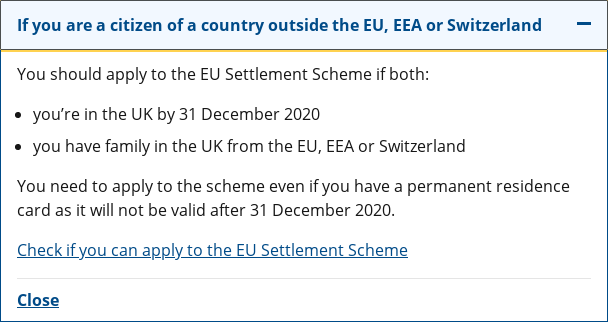 If you are a citizen of a country outside the EU, EEA or Switzerland
You should apply to the EU Settlement Scheme if both:
you’re in the UK by 31 December 2020
you have family in the UK from the EU, EEA or Switzerland
You need to apply to the scheme even if you have a permanent residence
card as it will not be valid after 31 December 2020.
Check if you can apply to the EU Settlement Scheme
Close